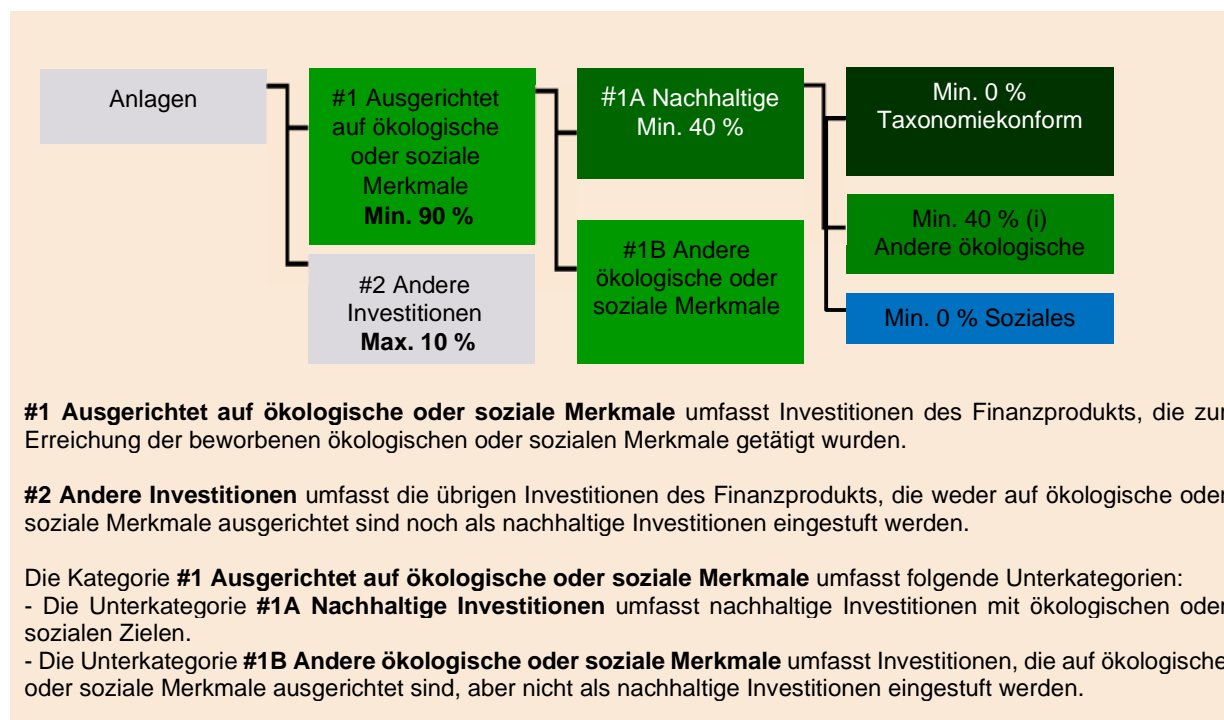 Anlagen
#1 Ausgerichtet
auf ökologische
oder soziale
Merkmale
Min. 90 %
#2 Andere
Investitionen
Max. 10 %
#1A Nachhaltige
Min. 40 %
#1B Andere
ökologische oder
soziale Merkmale
Min. 0 %
Taxonomiekonform
Min. 40 % (i)
Andere ökologische
Min. 0 % Soziales
#1 Ausgerichtet auf ökologische oder soziale Merkmale umfasst Investitionen des Finanzprodukts, die zur
Erreichung der beworbenen ökologischen oder sozialen Merkmale getätigt wurden.
#2 Andere Investitionen umfasst die übrigen Investitionen des Finanzprodukts, die weder auf ökologische oder
soziale Merkmale ausgerichtet sind noch als nachhaltige Investitionen eingestuft werden.
Die Kategorie #1 Ausgerichtet auf ökologische oder soziale Merkmale umfasst folgende Unterkategorien:
- Die Unterkategorie #1A Nachhaltige Investitionen umfasst nachhaltige Investitionen mit ökologischen oder
sozialen Zielen.
- Die Unterkategorie #1B Andere ökologische oder soziale Merkmale umfasst Investitionen, die auf ökologische
oder soziale Merkmale ausgerichtet sind, aber nicht als nachhaltige Investitionen eingestuft werden.